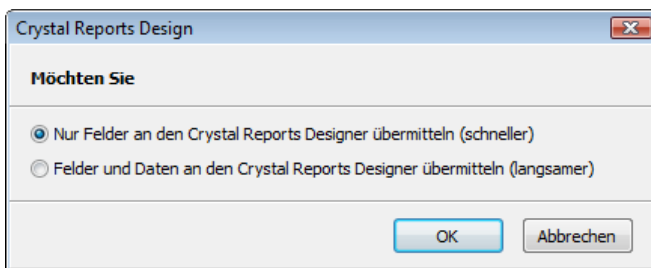 Crystal Reports Design
Möchten Sie
Nur Felder an den Crystal Reports Designer übermitteln (schneller)
Felder und Daten an den Crystal Reports Designer übermitteln (langsamer)
OK Abbrechen